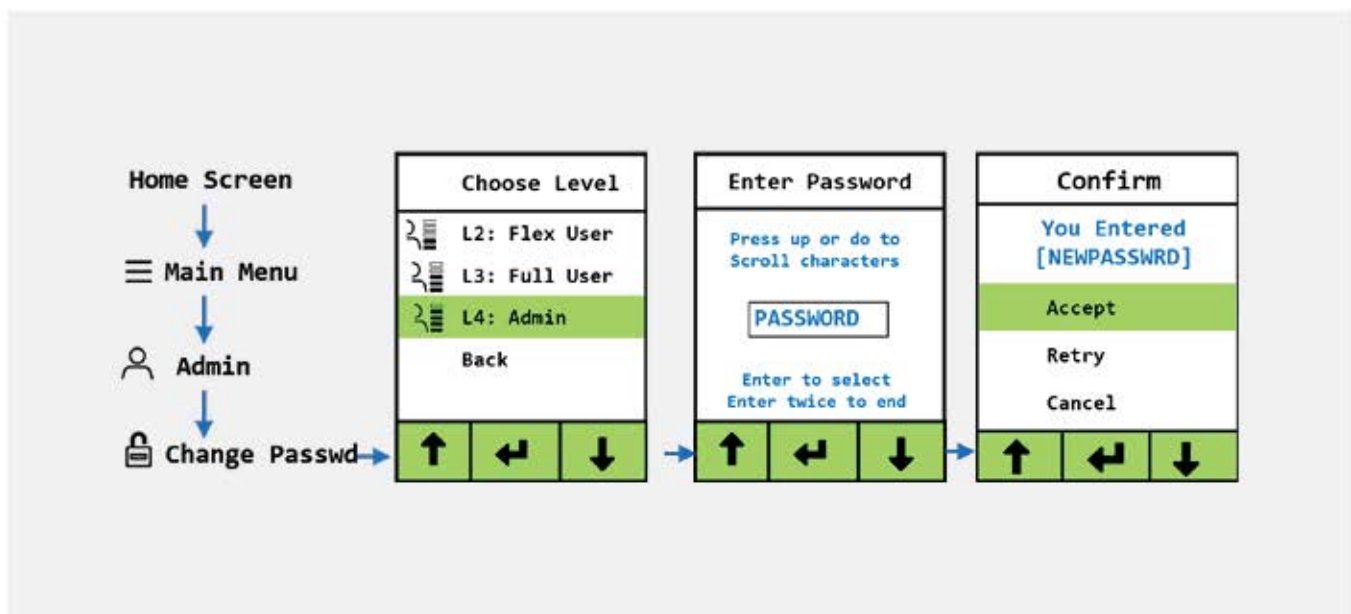 Home Screen
Main Menu
Admin
Change Passwd
Choose Level
L2: Flex User
L3: Full User
L4: Admin
Back
Enter Password
Press up or do to
Scroll characters
PASSWORD
Enter to select
Enter twice to end
Confirm
You Entered
[NEWPASSWRD]
Accept
Retry
Cancel